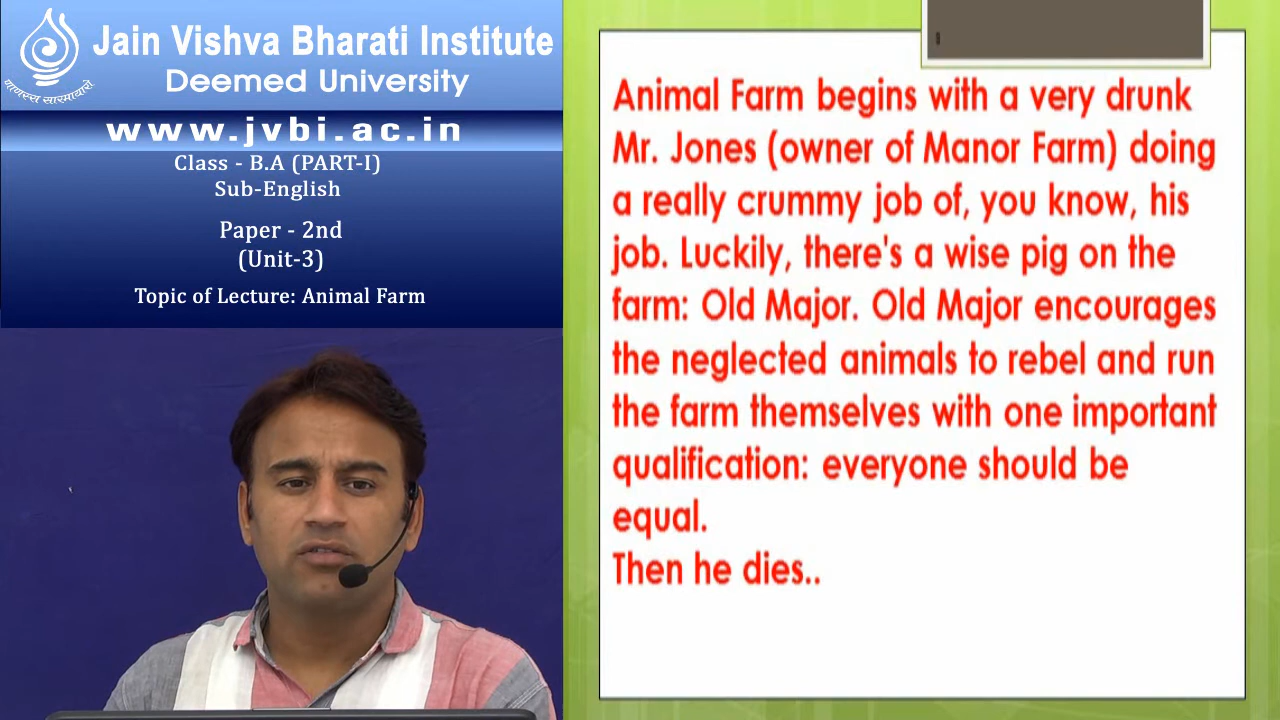 Jain Vishva Bharati Institute
Deemed University
www.jvbi.ac.in
Class - B.A (PART-I)
Sub-English
Paper - 2nd
(Unit-3)
Topic of Lecture: Animal Farm
Animal Farm begins with a very drunk
Mr. Jones (owner of Manor Farm) doing
a really crummy job of, you know, his
job. Luckily, there's a wise pig on the
farm: Old Major. Old Major encourages
the neglected animals to rebel and run
the farm themselves with one important
qualification: everyone should be
equal.
Then he dies..